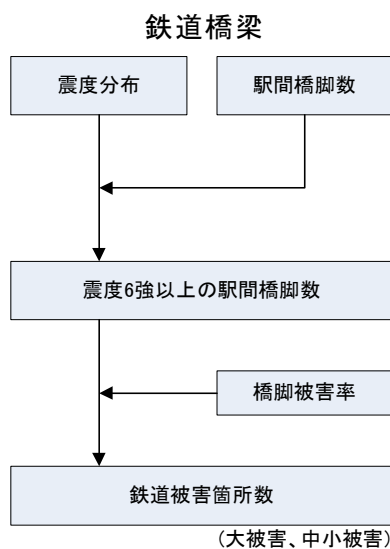 鉄道橋梁
震度分布
駅間橋脚数
震度6強以上の駅間橋脚数
橋脚被害率
鉄道被害箇所数
(大被害、中小被害)